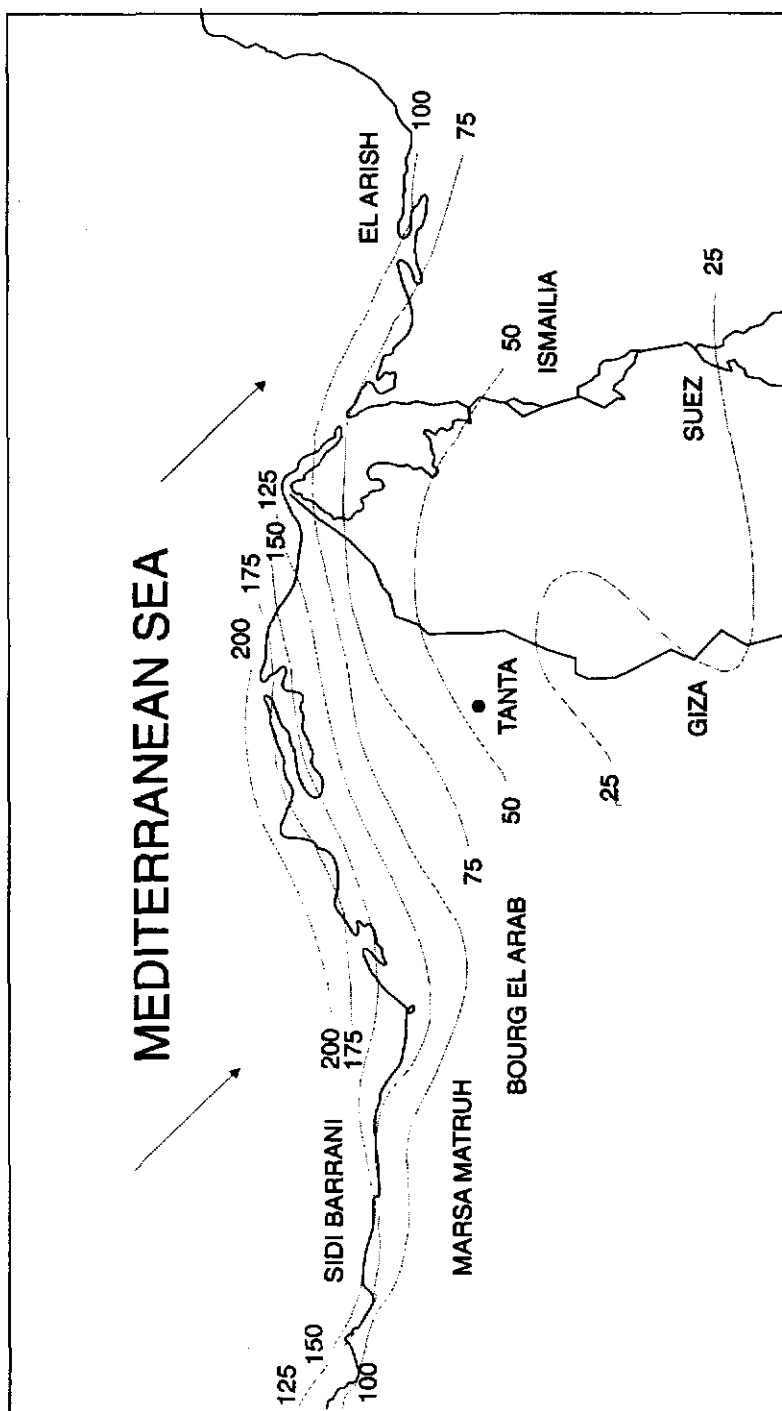 MEDITERRANEAN SEA
125
150
100
SIDI BARRANI
MARSA MATRUH
200
175
BOURG EL ARAB
75
50
25
200
175
150
125
TANTA
GIZA
EL ARISH
100
75
50
ISMAILIA
SUEZ
25